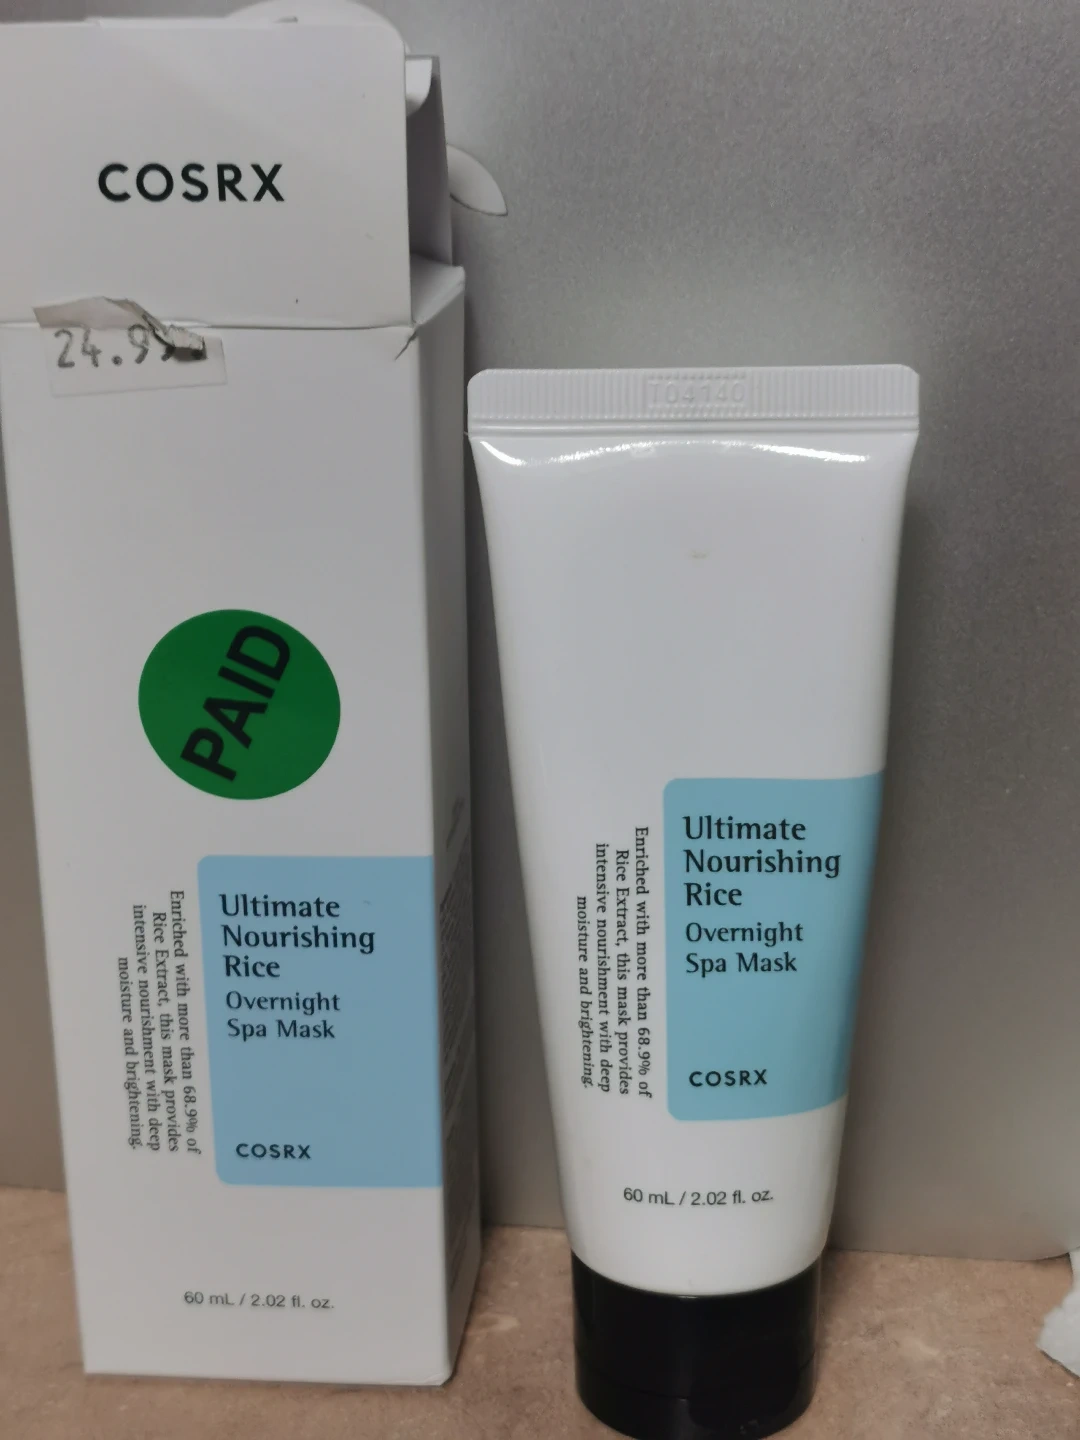 COSRX
24.9
PAID
Ultimate
Nourishing
Rice
Overnight
Spa Mask
COSRX
Enriched with more than 68.9% of
Rice Extract, this mask provides
intensive nourishment with deep
moisture and brightening.
60 mL / 2.02 fl. oz.
T04140
Ultimate
Nourishing
Rice
Overnight
Spa Mask
COSRX
Enriched with more than 68.9% of
Rice Extract, this mask provides
intensive nourishment with deep
moisture and brightening.
60 mL / 2.02 fl. oz.